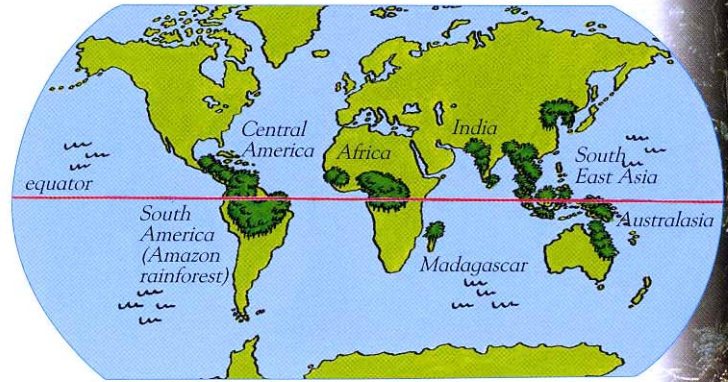 Central
America
Africa
India
South
East Asia
equator
South
America
(Amazon
rainforest)
Australasia
Madagascar